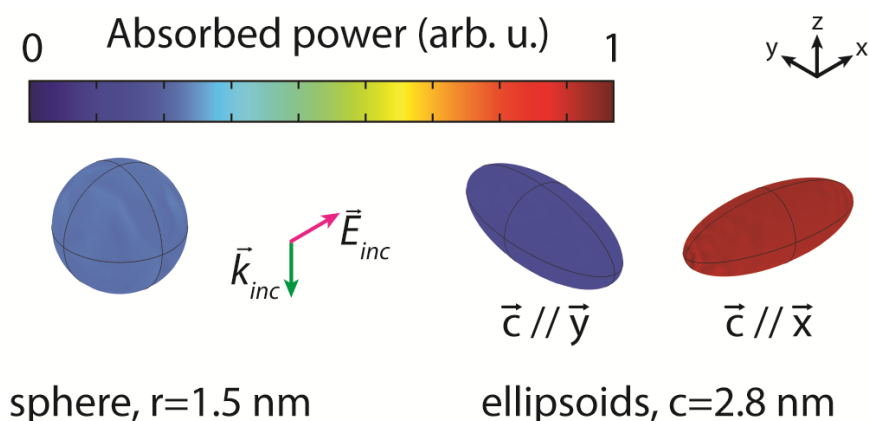 Absorbed power (arb. u.)
0 1
z
y x
E⃗inc
k⃗inc
c⃗ // y⃗ c⃗ // x⃗
sphere, r=1.5 nm ellipsoids, c=2.8 nm